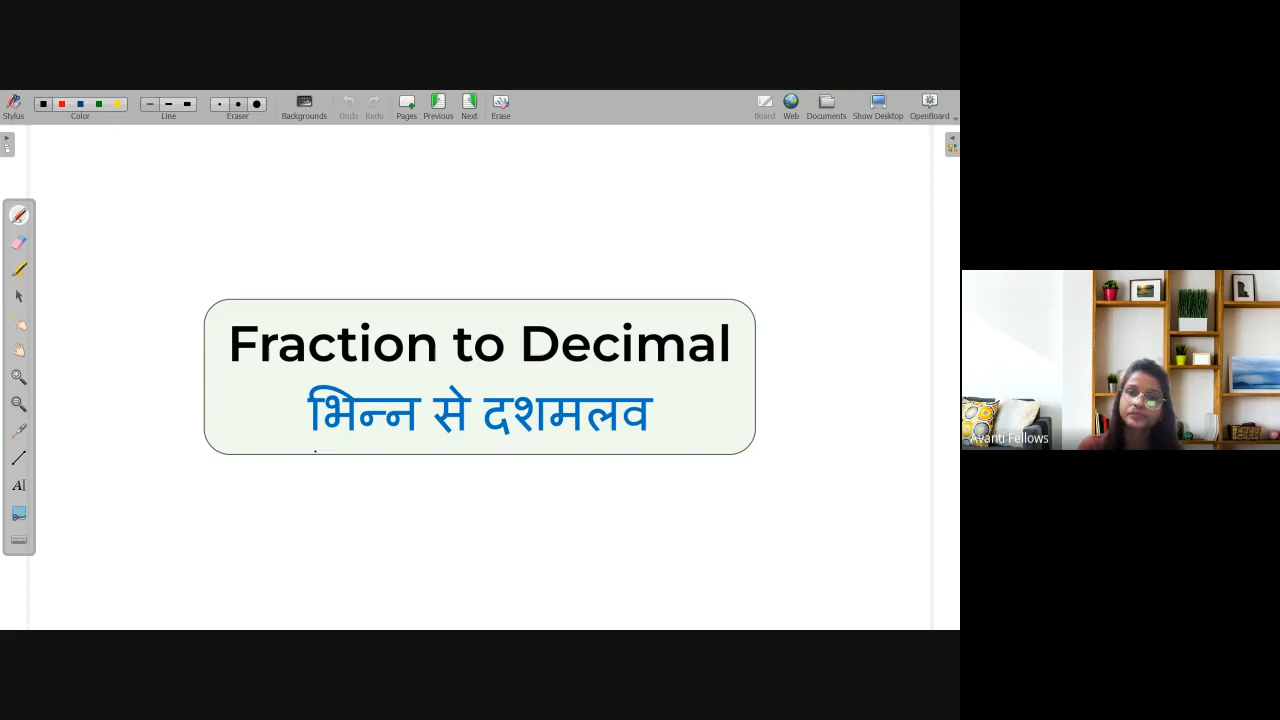 Stylus
Color
Line
Eraser
Backgrounds
Undo
Redo
Pages
Previous
Next
Erase
Board
Web
Documents
Show Desktop
OpenBoard
Fraction to Decimal
भिन्न से दशमलव
Avanti Fellows